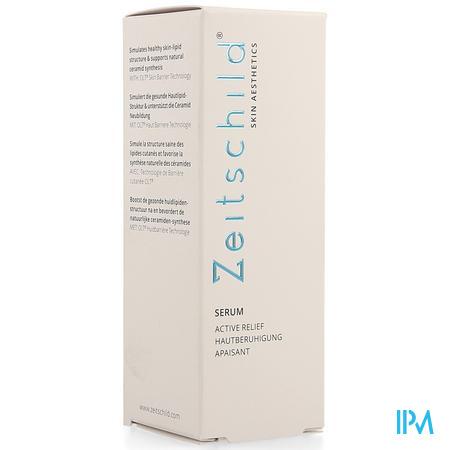 Simulates healthy skin-lipid
structure & supports natural
ceramid synthesis
WITH: OLT® Skin Barrier Technology
Simuliert die gesunde Hautlipid-
Struktur & unterstützt die Ceramid
Neubildung
MIT: OLT® Haut Barriere Technologie
Simule la structure saine des
lipides cutanés et favorise la
synthèse naturelle des céramides
AVEC: Technologie de Barrière
cutanée OLT®
Boost de gezonde huidlipiden-
structuur na en bevordert de
natuurlijke ceramiden-synthese
MET: OLT® Huidbarrière Technologie
www.zeitschild.com
Zeitschild®
SKIN AESTHETICS
SERUM
ACTIVE RELIEF
HAUTBERUHIGUNG
APAISANT
IPM